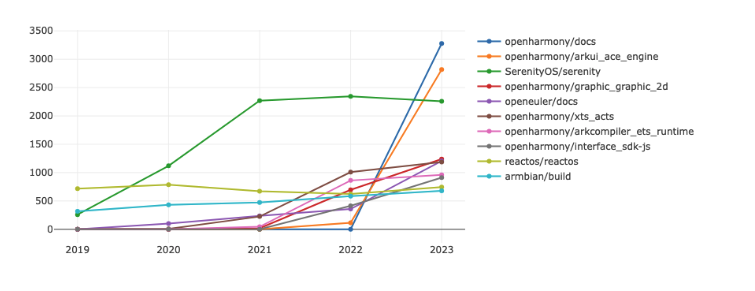 3500
3000
2500
2000
1500
1000
500
0
2019 2020 2021 2022 2023
openharmony/docs
openharmony/arkui_ace_engine
SerenityOS/serenity
openharmony/graphic_graphic_2d
openeuler/docs
openharmony/xts_acts
openharmony/arkcompiler_ets_runtime
openharmony/interface_sdk-js
reactos/reactos
armbian/build